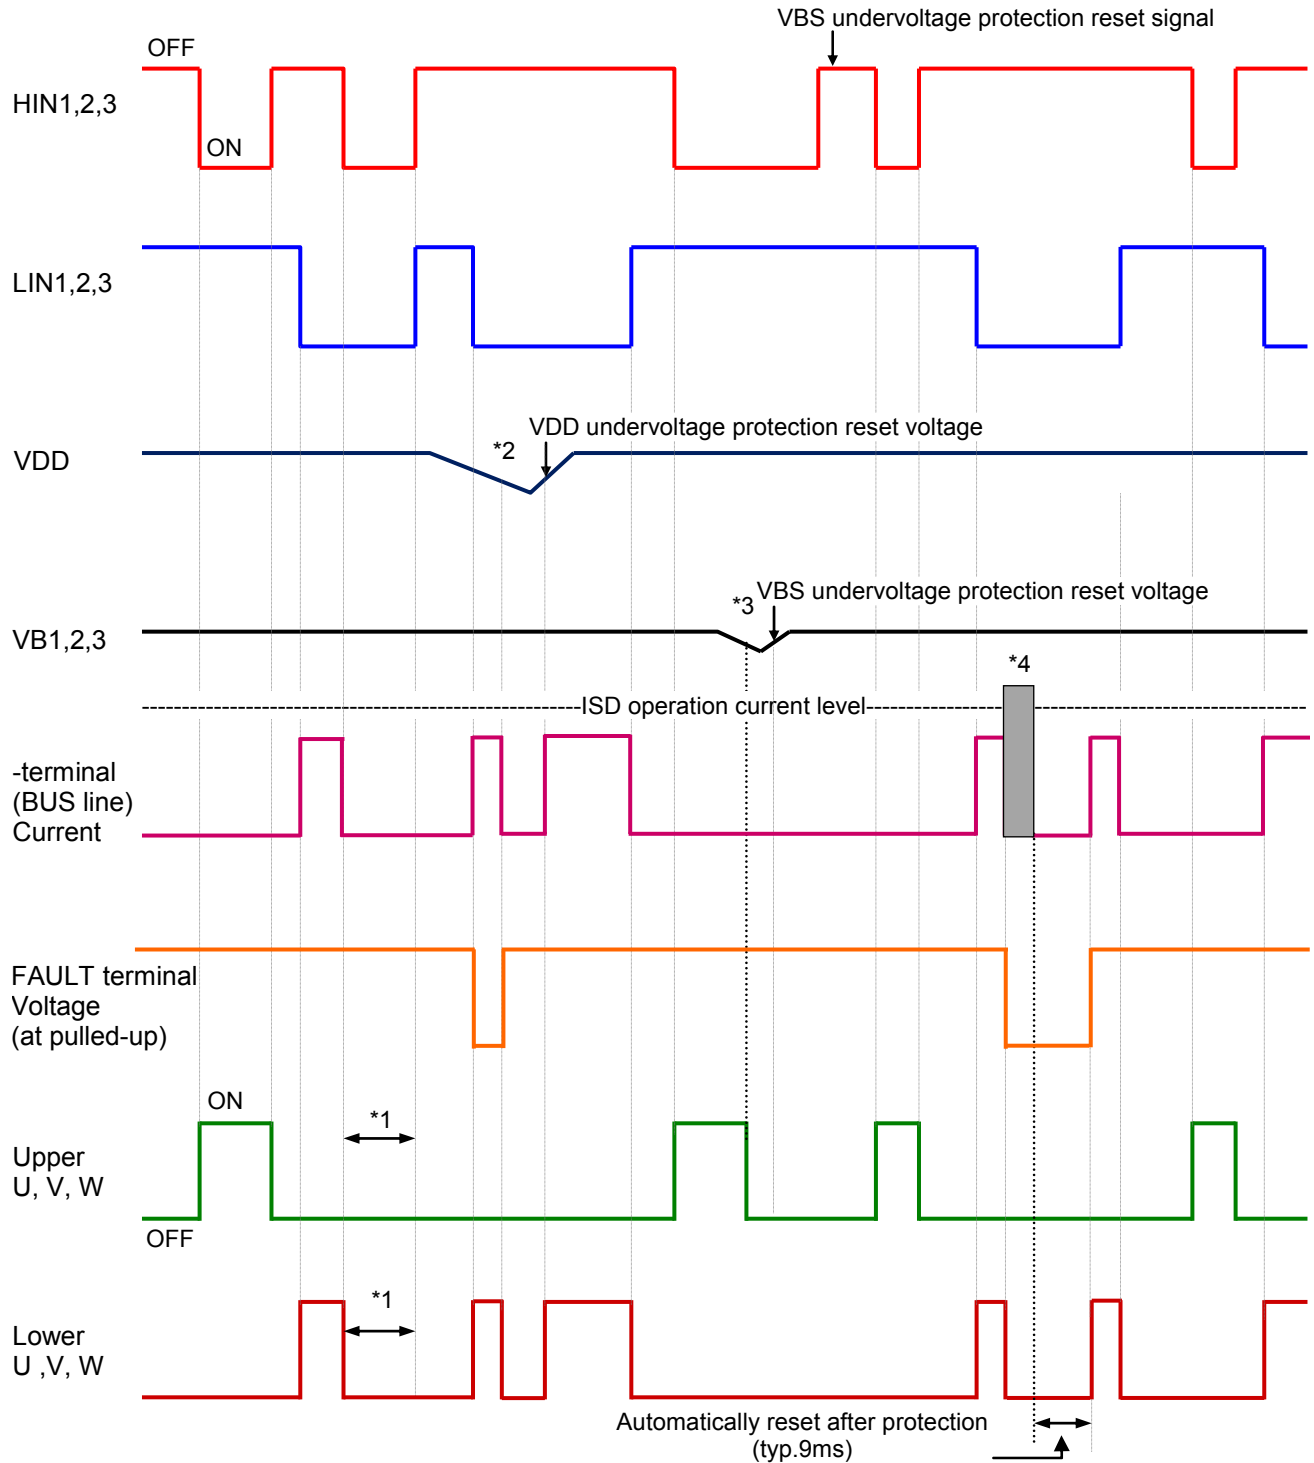 VBS undervoltage protection reset signal
OFF
HIN1,2,3
ON
LIN1,2,3
VDD undervoltage protection reset voltage
*2
VDD
VBS undervoltage protection reset voltage
*3
VB1,2,3
*4
ISD operation current level
-terminal
(BUS line)
Current
FAULT terminal
Voltage
(at pulled-up)
ON
*1
Upper
U, V, W
OFF
*1
Lower
U ,V, W
Automatically reset after protection
(typ.9ms)